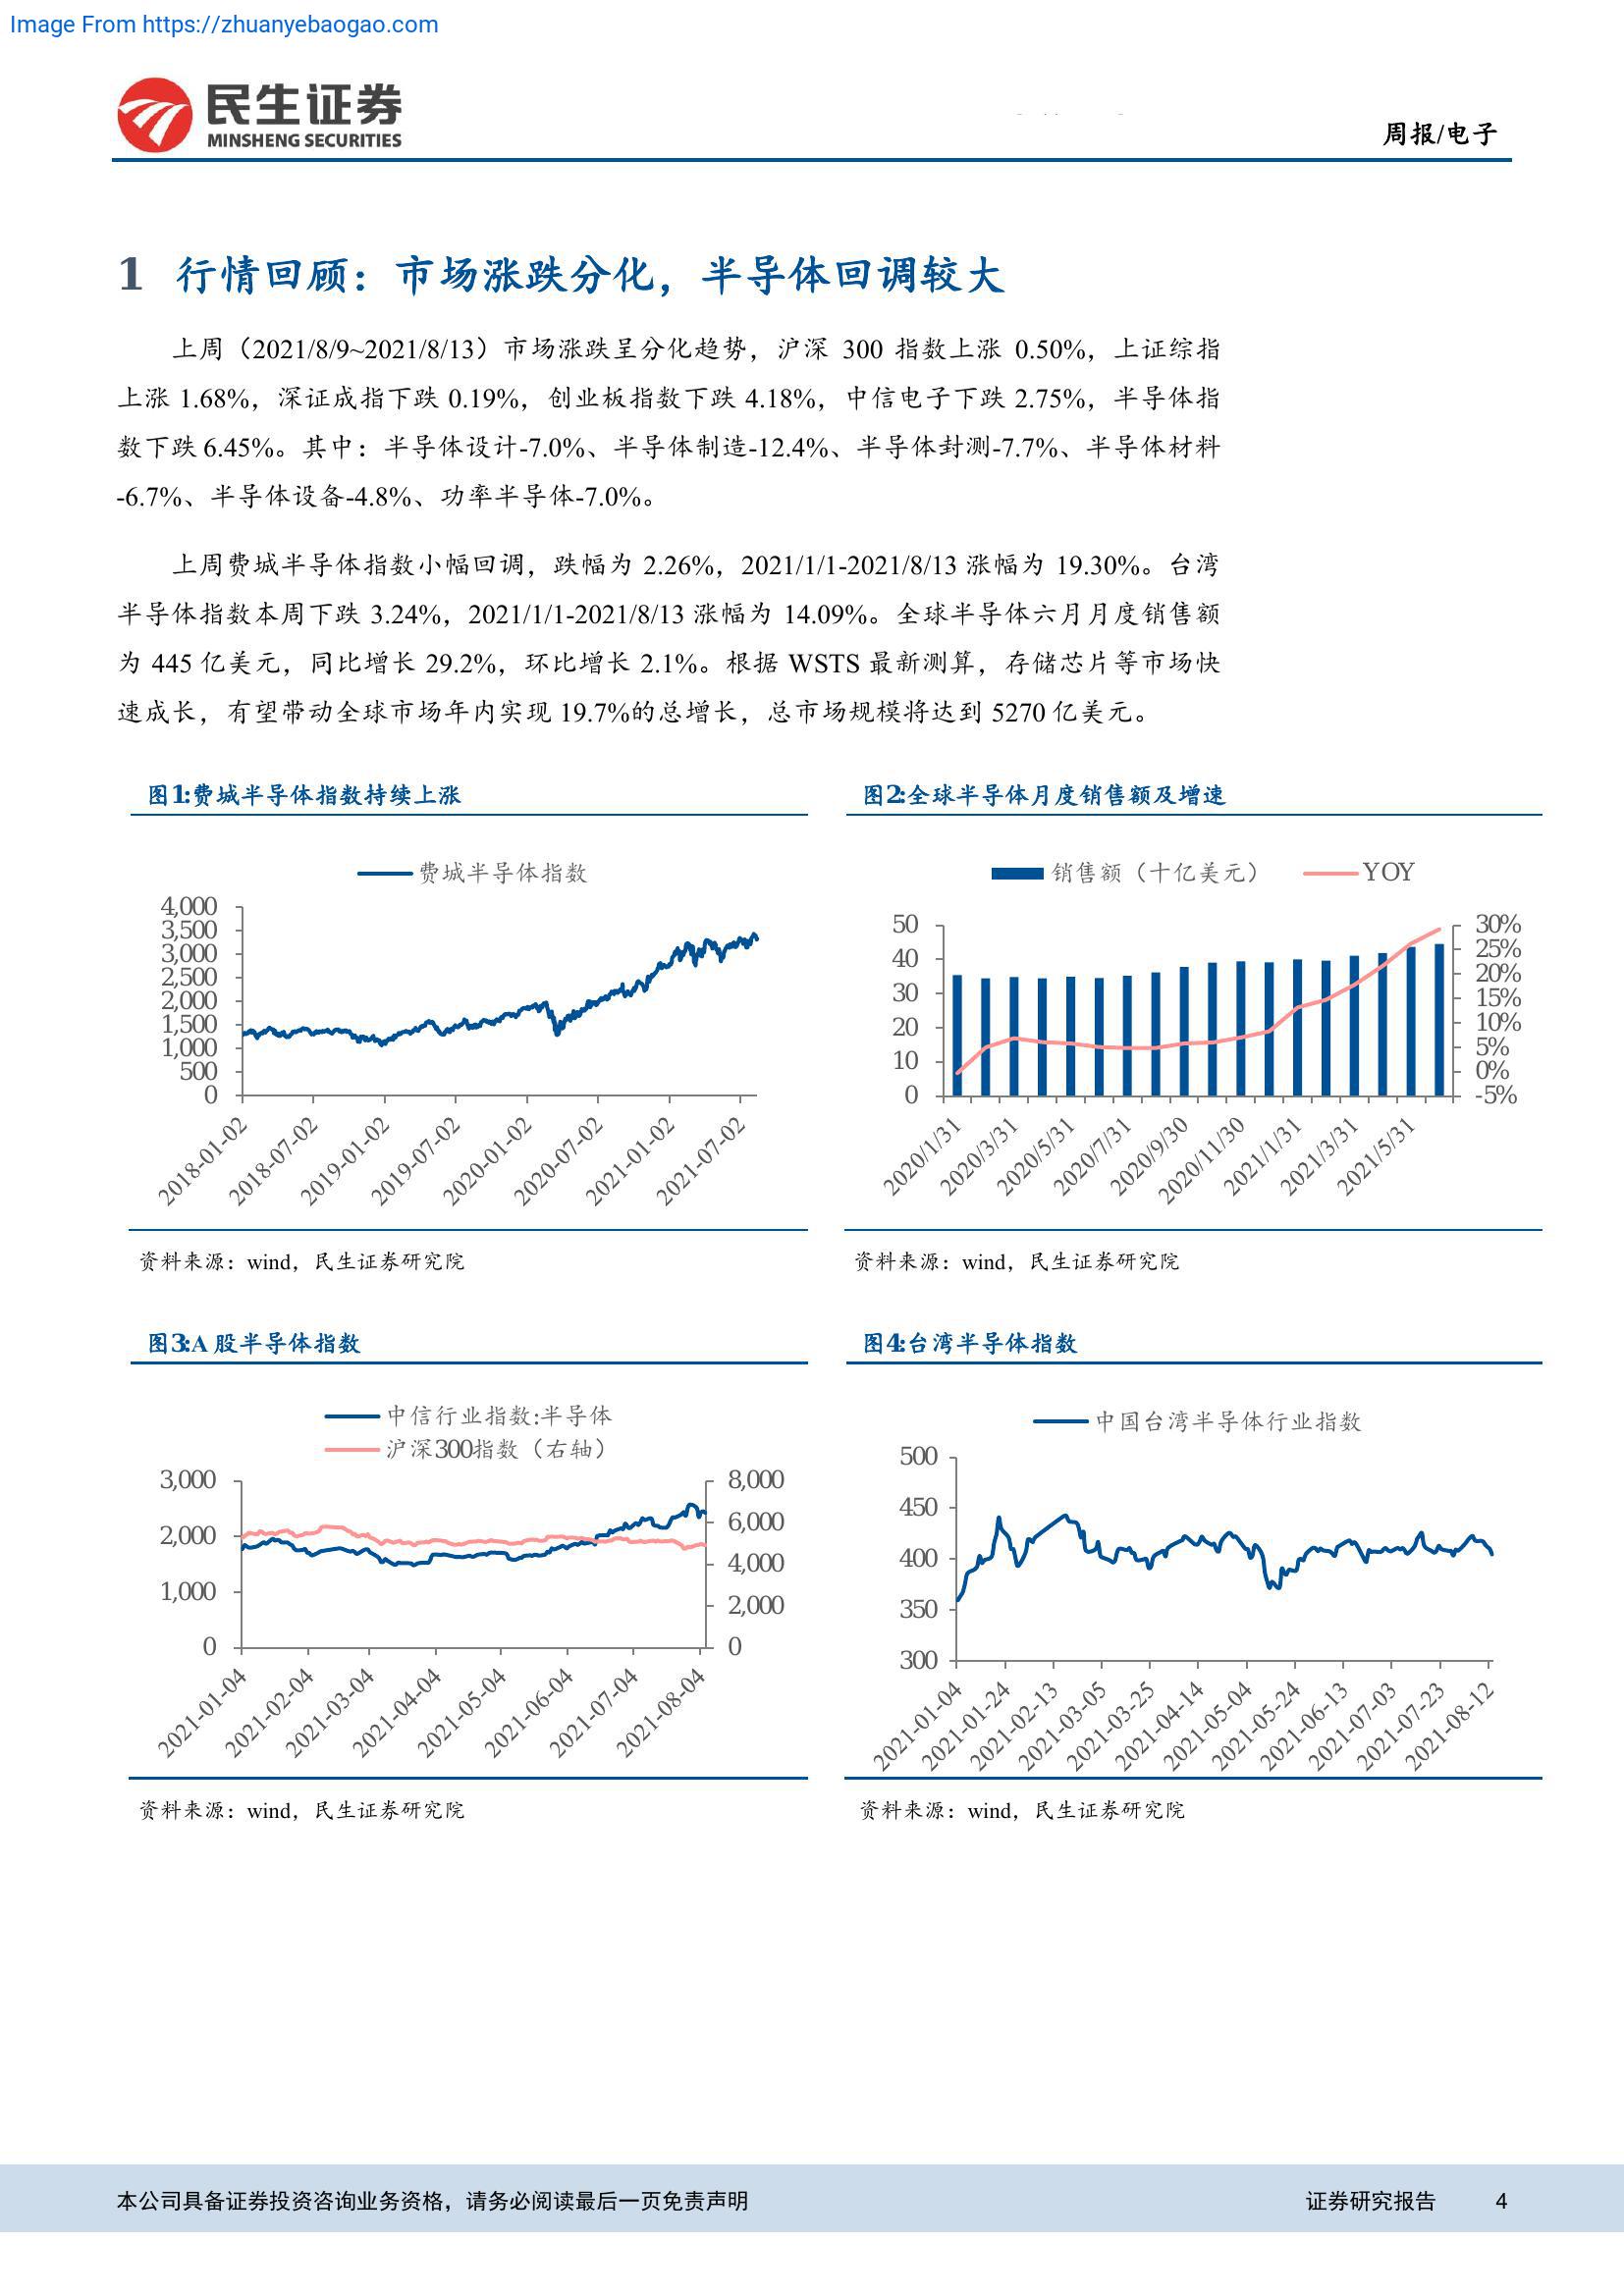 Image From https://zhuanyebaogao.com
民生证券
MINSHENG SECURITIES
周报/电子
1 行情回顾：市场涨跌分化，半导体回调较大
上周（2021/8/9~2021/8/13）市场涨跌呈分化趋势，沪深 300 指数上涨 0.50%，上证综指
上涨 1.68%，深证成指下跌 0.19%，创业板指数下跌 4.18%，中信电子下跌 2.75%，半导体指
数下跌 6.45%。其中：半导体设计-7.0%、半导体制造-12.4%、半导体封测-7.7%、半导体材料
-6.7%、半导体设备-4.8%、功率半导体-7.0%。
上周费城半导体指数小幅回调，跌幅为 2.26%，2021/1/1-2021/8/13 涨幅为 19.30%。台湾
半导体指数本周下跌 3.24%，2021/1/1-2021/8/13 涨幅为 14.09%。全球半导体六月月度销售额
为 445 亿美元，同比增长 29.2%，环比增长 2.1%。根据 WSTS 最新测算，存储芯片等市场快
速成长，有望带动全球市场年内实现 19.7%的总增长，总市场规模将达到 5270 亿美元。
图1:费城半导体指数持续上涨
费城半导体指数
4,000
3,500
3,000
2,500
2,000
1,500
1,000
500
0
2018-01-02
2018-07-02
2019-01-02
2019-07-02
2020-01-02
2020-07-02
2021-01-02
2021-07-02
资料来源：wind，民生证券研究院
图2:全球半导体月度销售额及增速
销售额（十亿美元）
YOY
50
40
30
20
10
0
30%
25%
20%
15%
10%
5%
0%
-5%
2020/1/31
2020/3/31
2020/5/31
2020/7/31
2020/9/30
2020/11/30
2021/1/31
2021/3/31
2021/5/31
资料来源：wind，民生证券研究院
图3:A 股半导体指数
中信行业指数:半导体
沪深300指数（右轴）
3,000
2,000
1,000
0
8,000
6,000
4,000
2,000
0
2021-01-04
2021-02-04
2021-03-04
2021-04-04
2021-05-04
2021-06-04
2021-07-04
2021-08-04
资料来源：wind，民生证券研究院
图4:台湾半导体指数
中国台湾半导体行业指数
500
450
400
350
300
2021-01-04
2021-01-24
2021-02-13
2021-03-05
2021-03-25
2021-04-14
2021-05-04
2021-05-24
2021-06-13
2021-07-03
2021-07-23
2021-08-12
资料来源：wind，民生证券研究院
本公司具备证券投资咨询业务资格，请务必阅读最后一页免责声明
证券研究报告
4